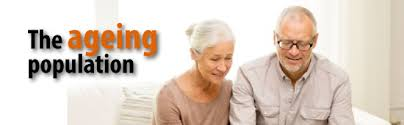 The ageing
population